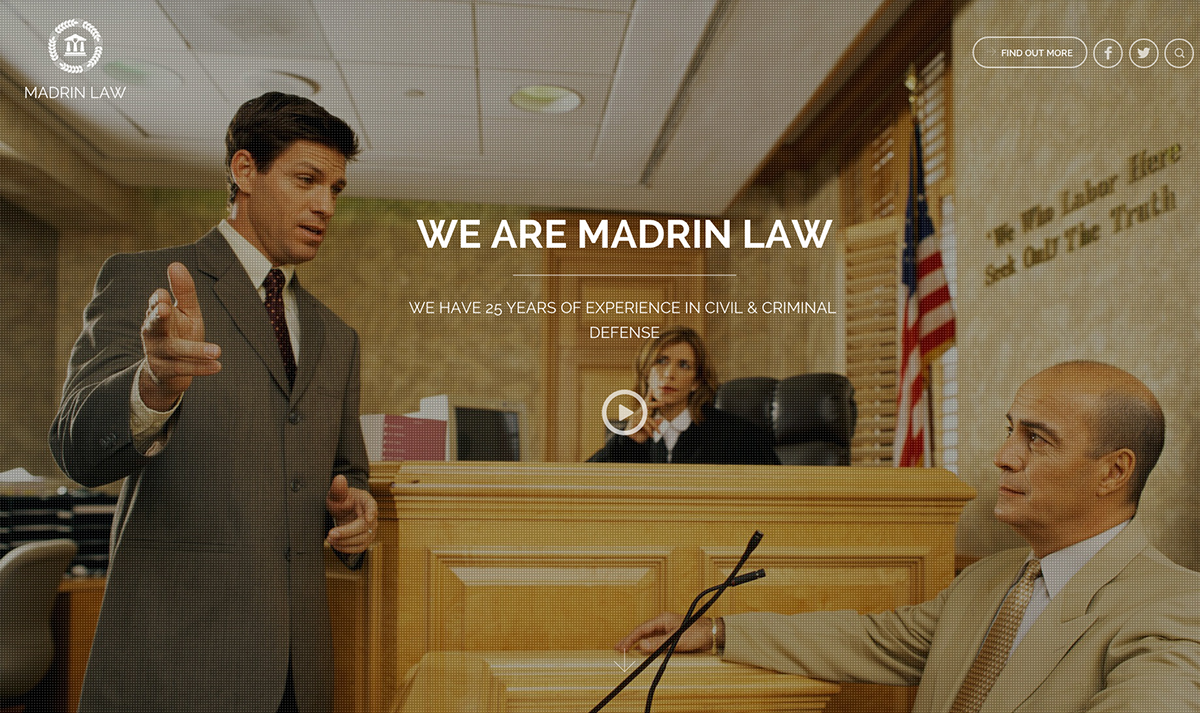 MADRIN LAW
FIND OUT MORE
WE ARE MADRIN LAW
WE HAVE 25 YEARS OF EXPERIENCE IN CIVIL & CRIMINAL
DEFENSE
"We Who Labor Here
Seek Only The Truth